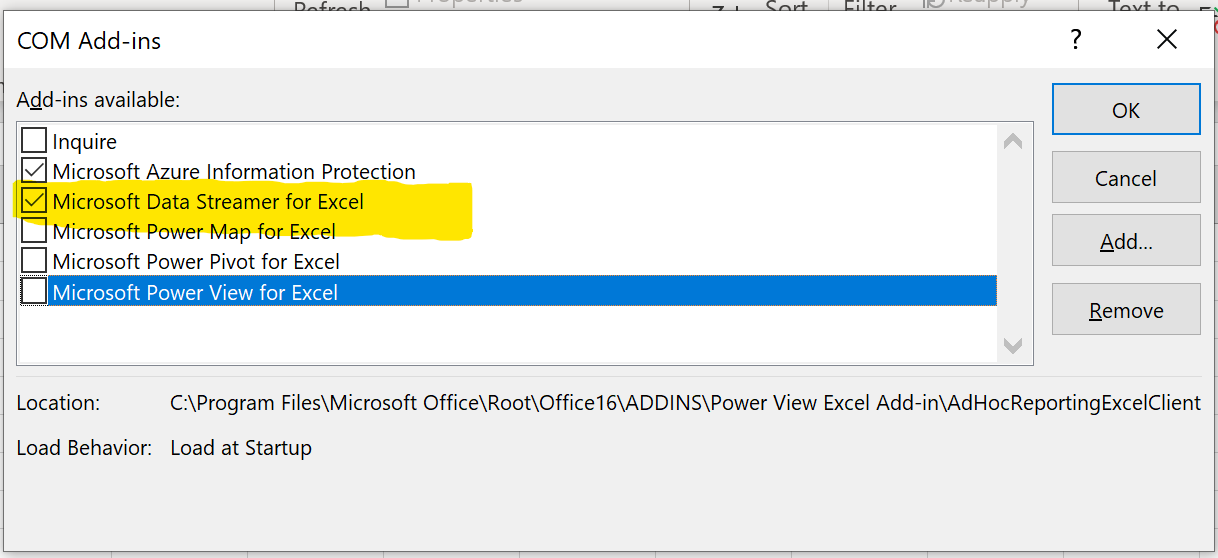 Refresh Properties Sort Filter Reapply Text to
COM Add-ins ?
Add-ins available:
OK
Inquire
Microsoft Azure Information Protection
Cancel
Microsoft Data Streamer for Excel
Microsoft Power Map for Excel
Add...
Microsoft Power Pivot for Excel
Microsoft Power View for Excel
Remove
Location: C:\Program Files\Microsoft Office\Root\Office16\ADDINS\Power View Excel Add-in\AdHocReportingExcelClient
Load Behavior: Load at Startup